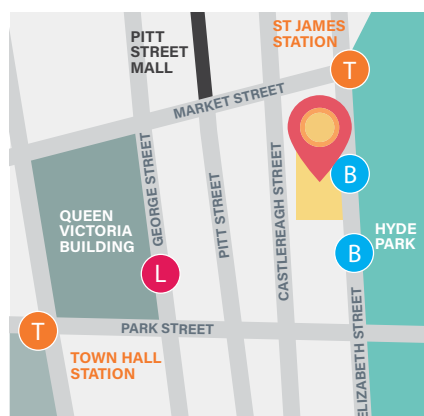 ST JAMES
STATION
PITT
STREET
MALL
T
MARKET STREET
B
GEORGE STREET
PITT STREET
CASTLEREAGH STREET
QUEEN
VICTORIA
BUILDING
HYDE
PARK
B
L
T
PARK STREET
ELIZABETH STREET
TOWN HALL
STATION